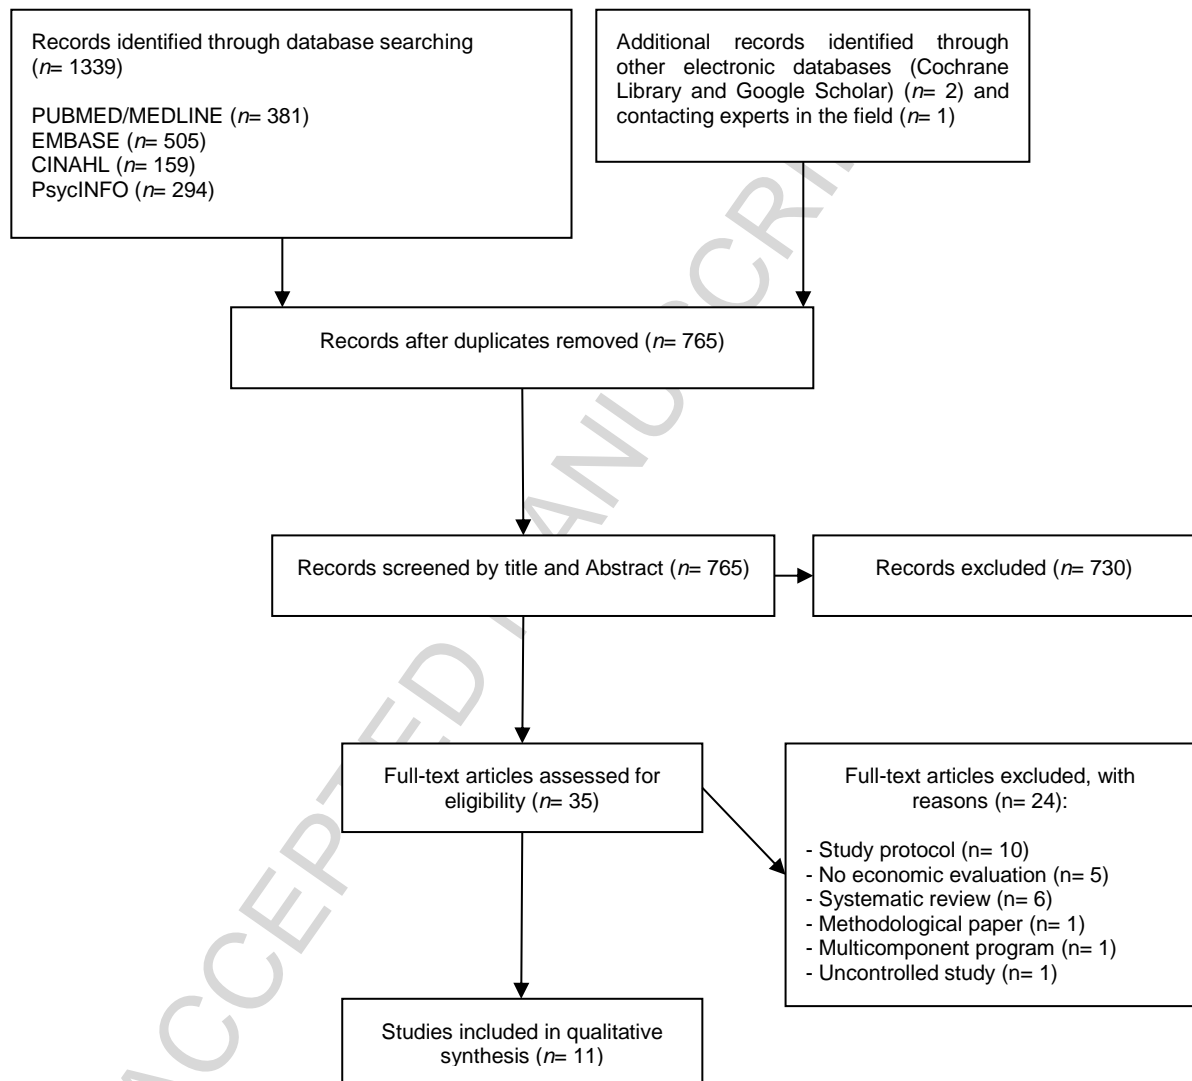 Records identified through database searching
(n= 1339)
PUBMED/MEDLINE (n= 381)
EMBASE (n= 505)
CINAHL (n= 159)
PsycINFO (n= 294)
Additional records identified through
other electronic databases (Cochrane
Library and Google Scholar) (n= 2) and
contacting experts in the field (n= 1)
Records after duplicates removed (n= 765)
Records screened by title and Abstract (n= 765)
Records excluded (n= 730)
Full-text articles assessed for
eligibility (n= 35)
Full-text articles excluded, with
reasons (n= 24):
- Study protocol (n= 10)
- No economic evaluation (n= 5)
- Systematic review (n= 6)
- Methodological paper (n= 1)
- Multicomponent program (n= 1)
- Uncontrolled study (n= 1)
Studies included in qualitative
synthesis (n= 11)
ACCEPTED MANUSCRI